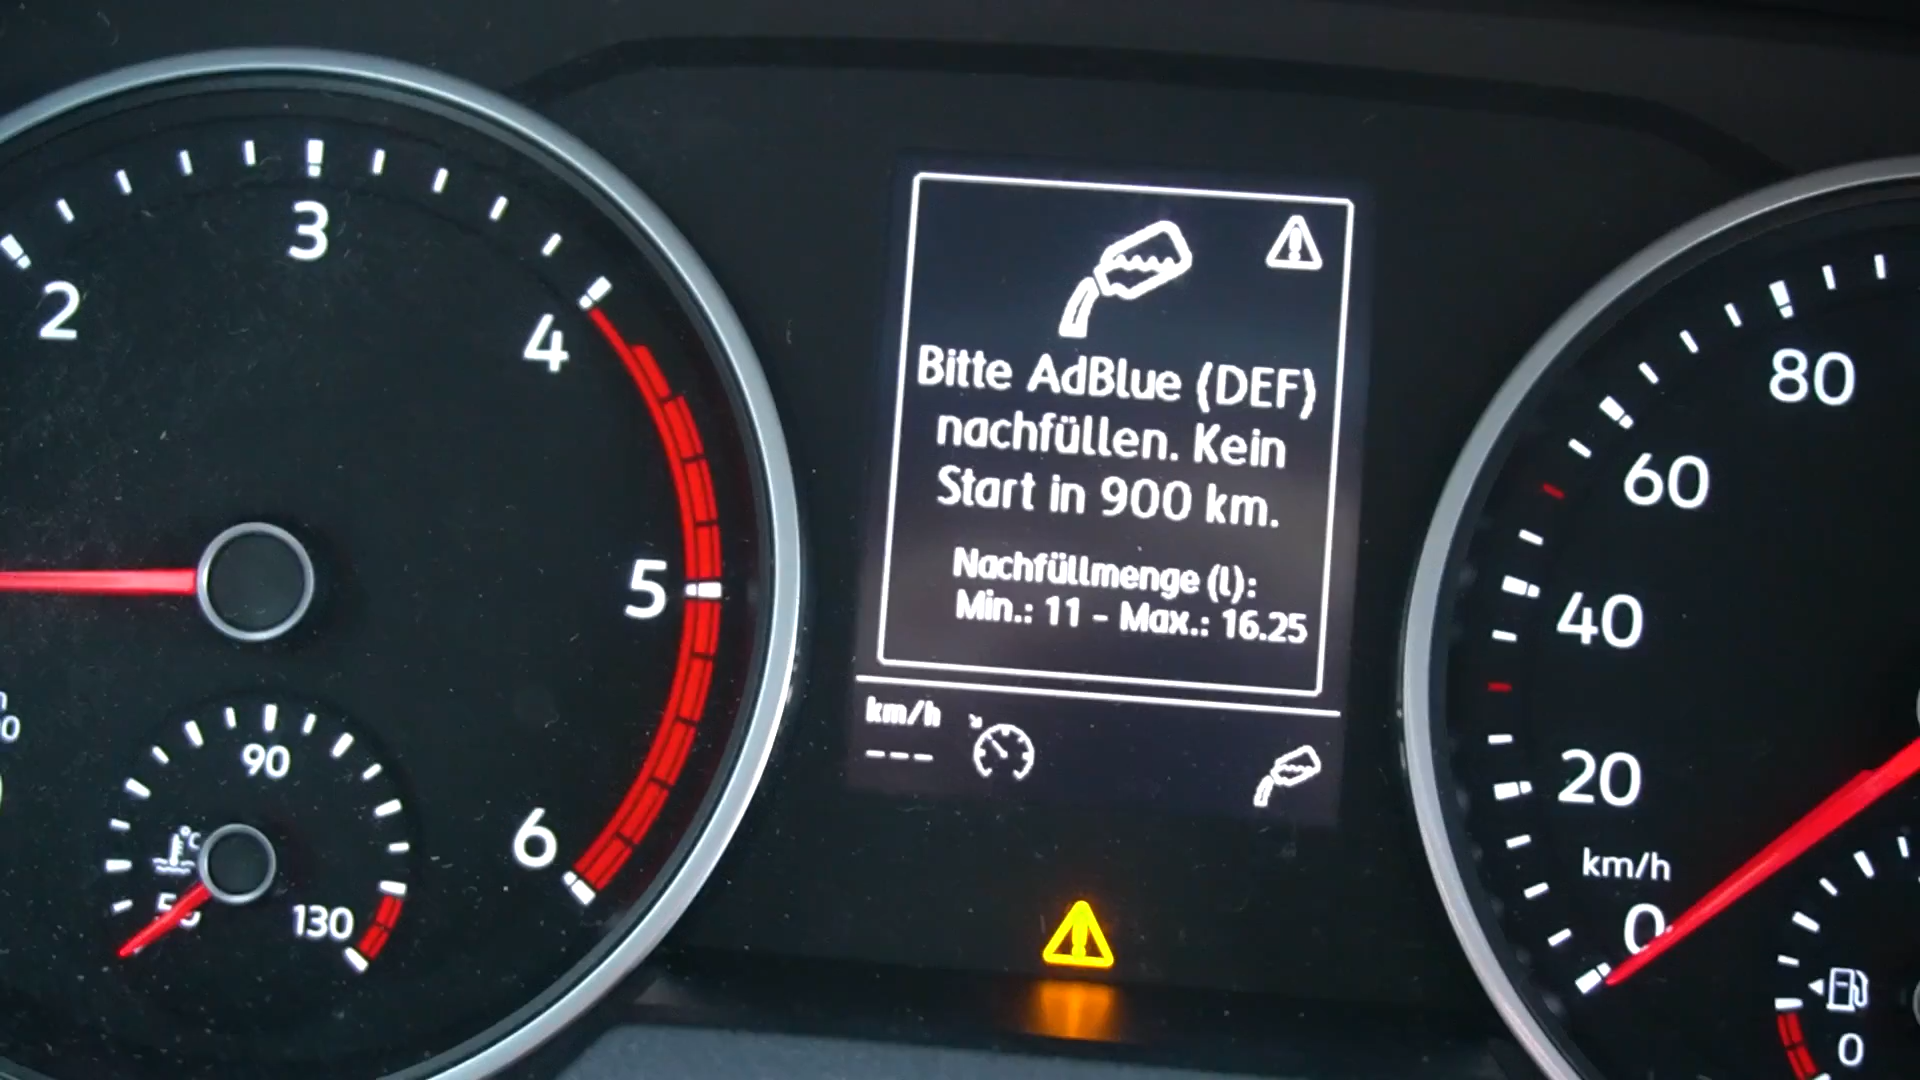 2
3
4
5
6
90
130
°C
Bitte AdBlue (DEF)
nachfüllen. Kein
Start in 900 km.
Nachfüllmenge (l):
Min.: 11 - Max.: 16.25
km/h
---
80
60
40
20
km/h
0
0